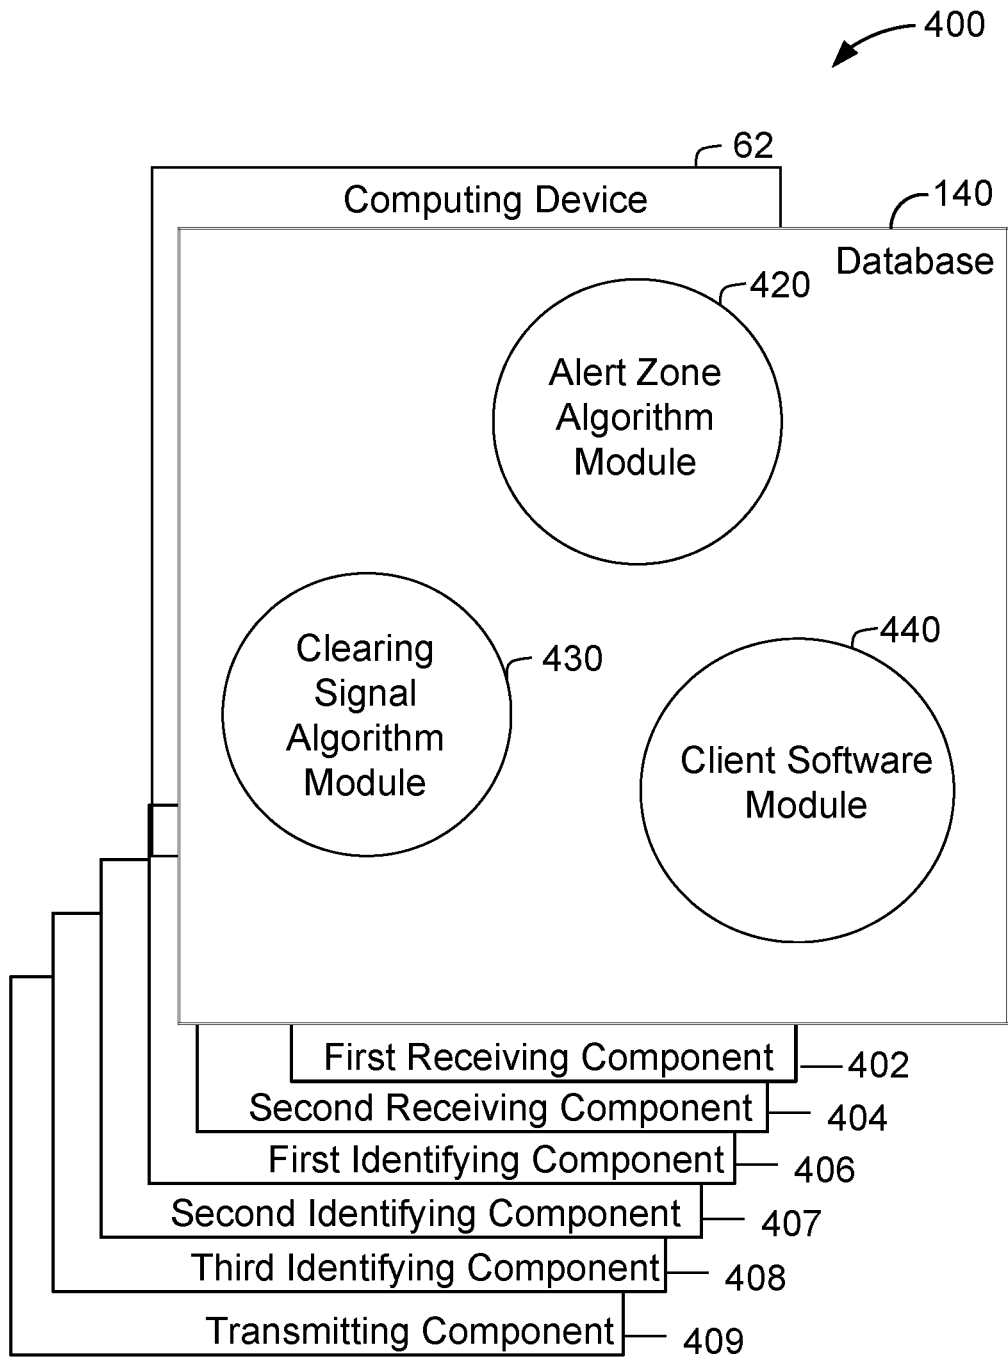 400
62
Computing Device
140
Database
420
Alert Zone
Algorithm
Module
Clearing
Signal
Algorithm
Module
430
440
Client Software
Module
First Receiving Component
402
Second Receiving Component
404
First Identifying Component
406
Second Identifying Component
407
Third Identifying Component
408
Transmitting Component
409